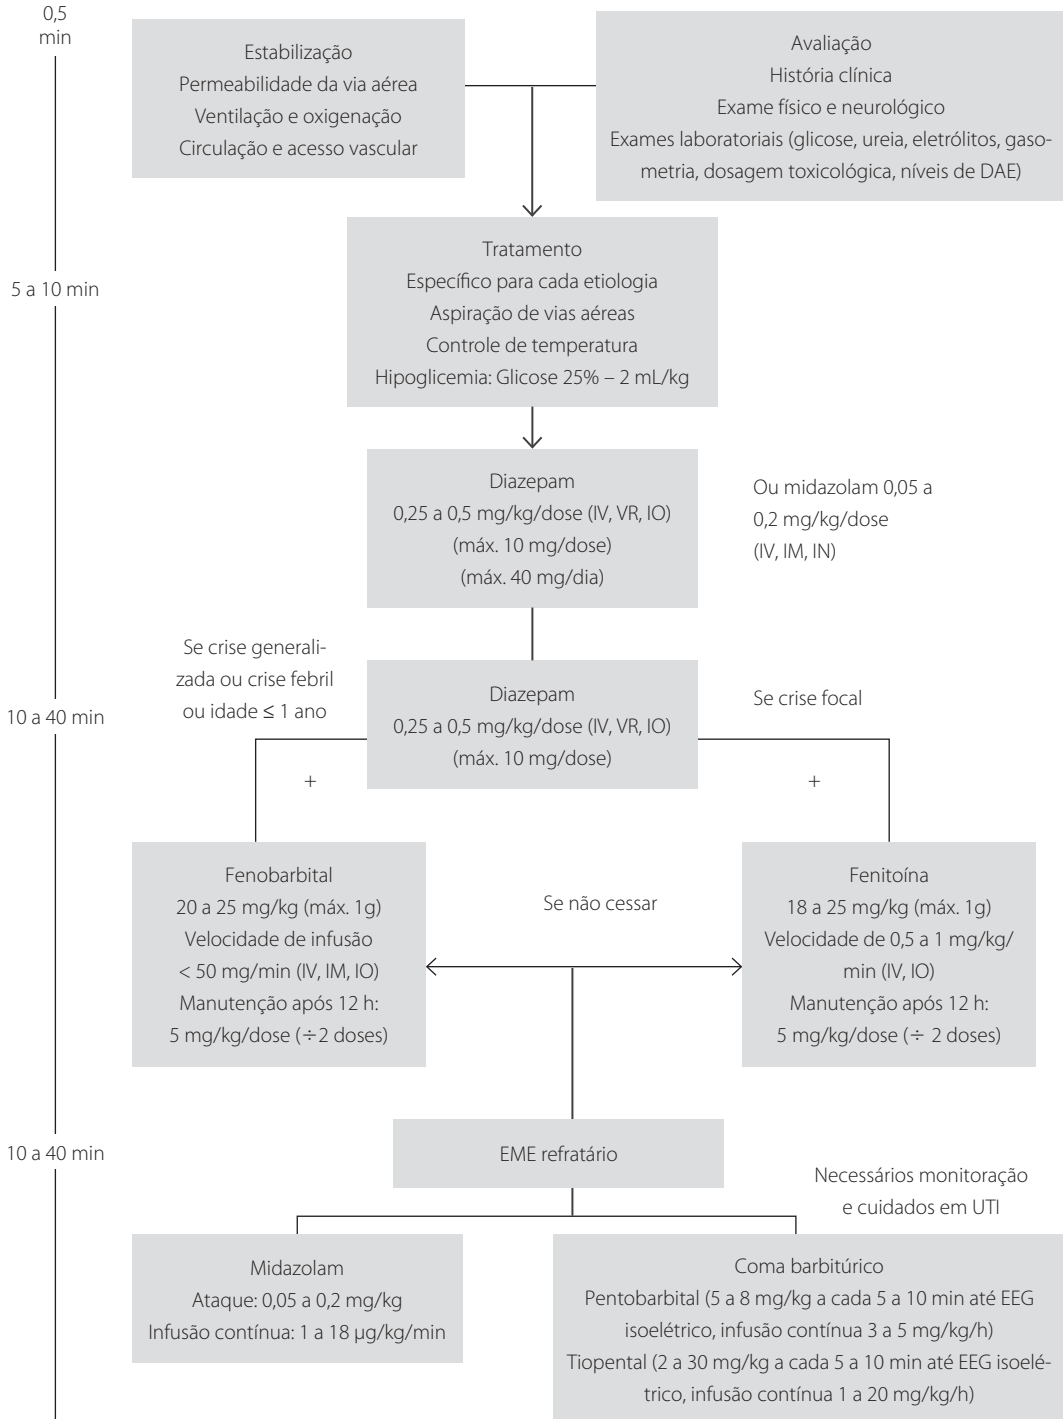 0,5
min
Estabilização
Permeabilidade da via aérea
Ventilação e oxigenação
Circulação e acesso vascular
Avaliação
História clínica
Exame físico e neurológico
Exames laboratoriais (glicose, ureia, eletrólitos, gaso-
metria, dosagem toxicológica, níveis de DAE)
5 a 10 min
Tratamento
Específico para cada etiologia
Aspiração de vias aéreas
Controle de temperatura
Hipoglicemia: Glicose 25% – 2 mL/kg
Diazepam
0,25 a 0,5 mg/kg/dose (IV, VR, IO)
(máx. 10 mg/dose)
(máx. 40 mg/dia)
Ou midazolam 0,05 a
0,2 mg/kg/dose
(IV, IM, IN)
10 a 40 min
Se crise generali-
zada ou crise febril
ou idade ≤ 1 ano
Diazepam
0,25 a 0,5 mg/kg/dose (IV, VR, IO)
(máx. 10 mg/dose)
Se crise focal
+
+
Fenobarbital
20 a 25 mg/kg (máx. 1g)
Velocidade de infusão
< 50 mg/min (IV, IM, IO)
Manutenção após 12 h:
5 mg/kg/dose (÷2 doses)
Se não cessar
Fenitoína
18 a 25 mg/kg (máx. 1g)
Velocidade de 0,5 a 1 mg/kg/
min (IV, IO)
Manutenção após 12 h:
5 mg/kg/dose (÷ 2 doses)
10 a 40 min
EME refratário
Necessários monitoração
e cuidados em UTI
Midazolam
Ataque: 0,05 a 0,2 mg/kg
Infusão contínua: 1 a 18 µg/kg/min
Coma barbitúrico
Pentobarbital (5 a 8 mg/kg a cada 5 a 10 min até EEG
isoelétrico, infusão contínua 3 a 5 mg/kg/h)
Tiopental (2 a 30 mg/kg a cada 5 a 10 min até EEG isoelé-
trico, infusão contínua 1 a 20 mg/kg/h)